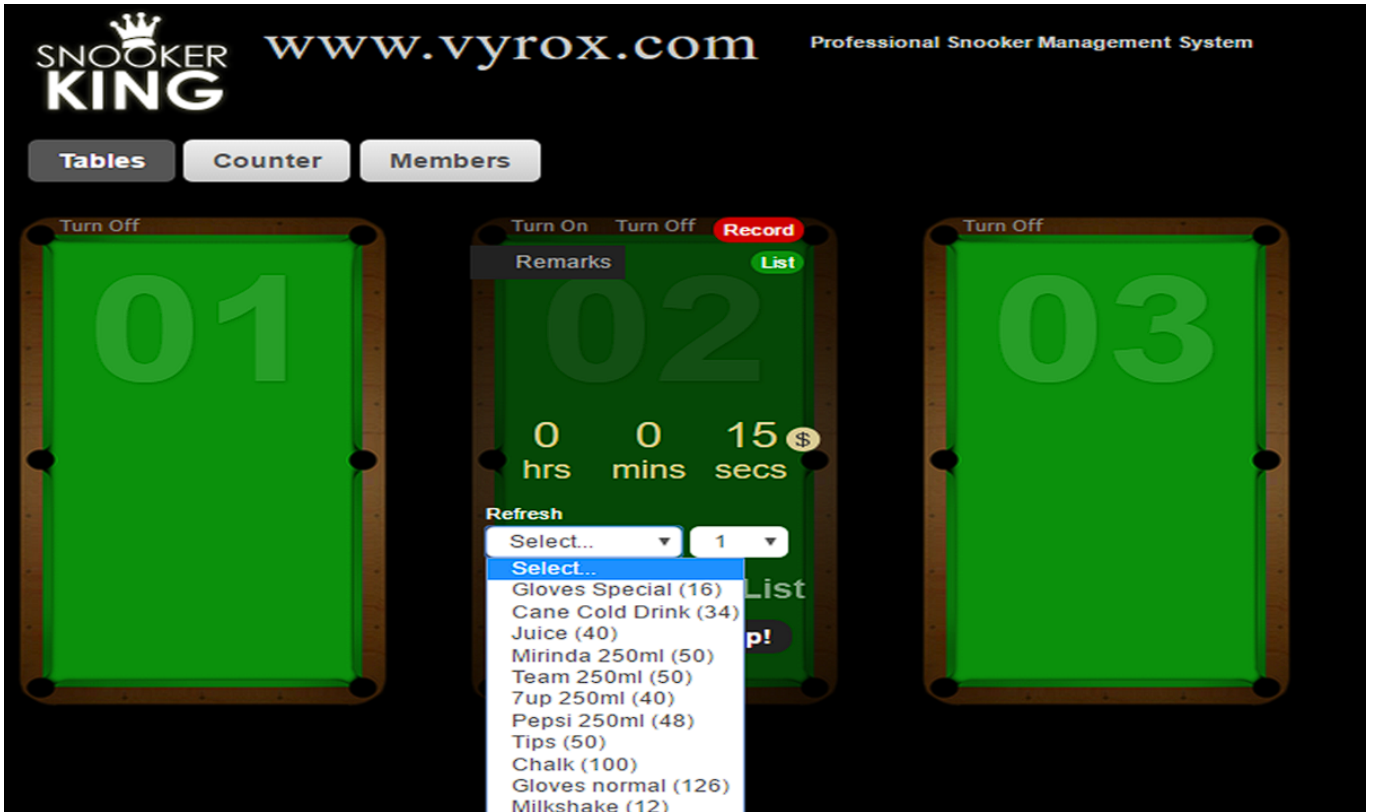 SNOOKER
KING
www.vyrox.com
Professional Snooker Management System
Tables
Counter
Members
Turn Off
01
Turn On Turn Off Record
Remarks
List
02
0 0 15 $
hrs mins secs
Refresh
Select... 1
Select...
Gloves Special (16)
Cane Cold Drink (34)
Juice (40)
Mirinda 250ml (50)
Team 250ml (50)
7up 250ml (40)
Pepsi 250ml (48)
Tips (50)
Chalk (100)
Gloves normal (126)
Milkshake (12)
List
p!
Turn Off
03